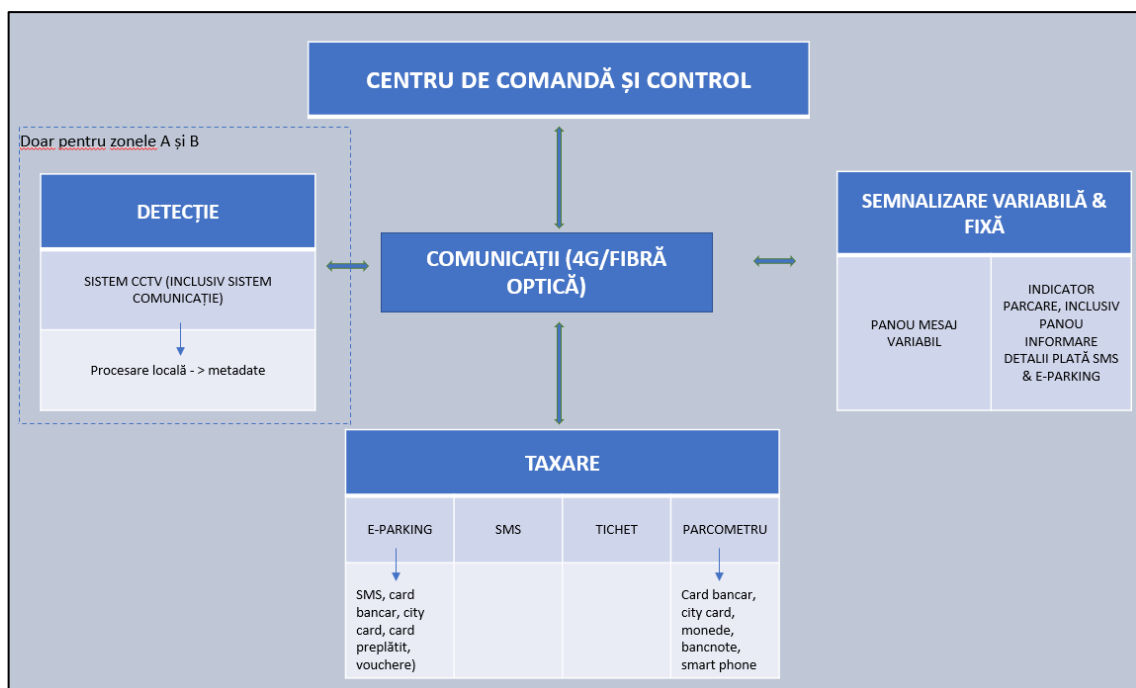 CENTRU DE COMANDĂ ȘI CONTROL
Doar pentru zonele A și B
DETECȚIE
SISTEM CCTV (INCLUSIV SISTEM
COMUNICAȚIE)
Procesare locală - > metadate
COMUNICAȚII (4G/FIBRĂ
OPTICĂ)
SEMNALIZARE VARIABILĂ &
FIXĂ
PANOU MESAJ
VARIABIL
INDICATOR
PARCARE, INCLUSIV
PANOU
INFORMARE
DETALII PLATĂ SMS
& E-PARKING
TAXARE
E-PARKING
SMS
TICHET
PARCOMETRU
SMS, card
bancar, city
card, card
preplătit,
vouchere)
Card bancar,
city card,
monede,
bancnote,
smart phone